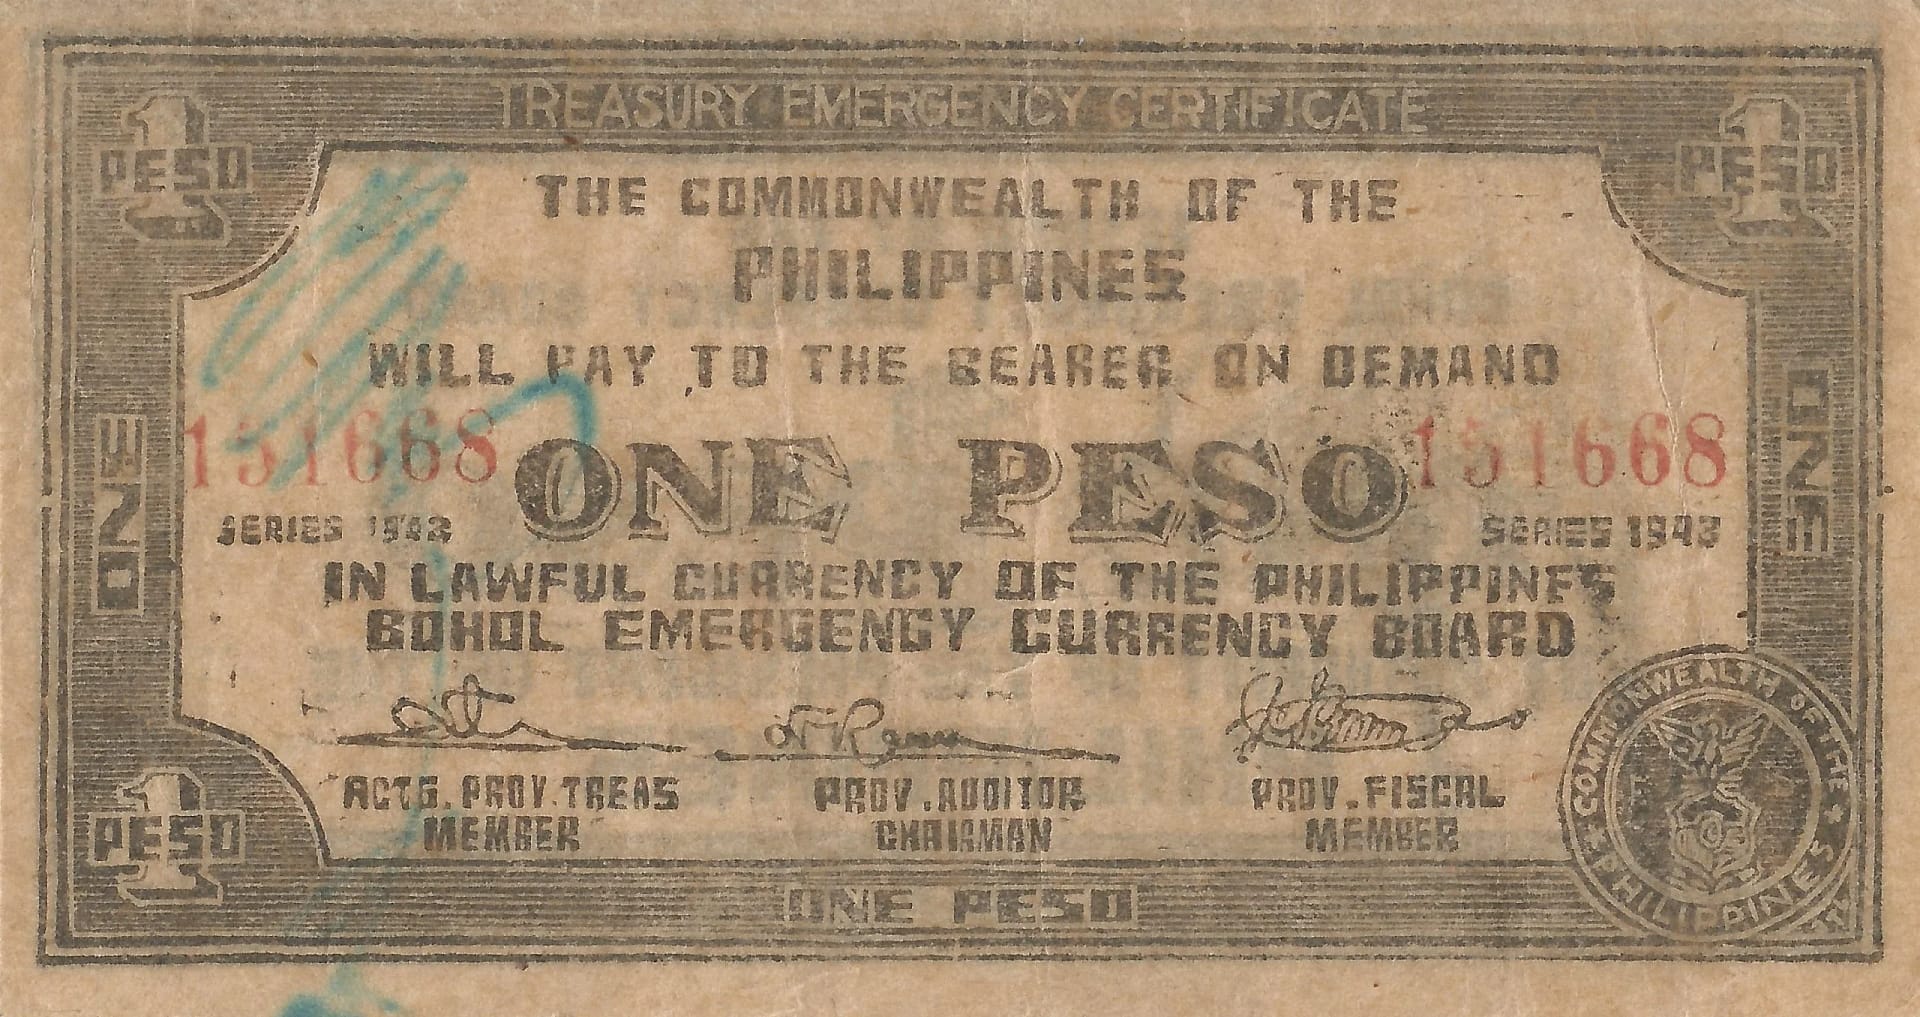 TREASURY EMERGENCY CERTIFICATE
1 PESO
1 PESO
THE COMMONWEALTH OF THE
PHILIPPINES
WILL PAY TO THE BEARER ON DEMAND
151668
151668
ONE PESO
SERIES 1943
SERIES 1943
ONE
ONE
IN LAWFUL CURRENCY OF THE PHILIPPINES
BOHOL EMERGENCY CURRENCY BOARD
ACTG. PROV. TREAS
MEMBER
PROV. AUDITOR
CHAIRMAN
PROV. FISCAL
MEMBER
1 PESO
ONE PESO
COMMONWEALTH OF THE
PHILIPPINES